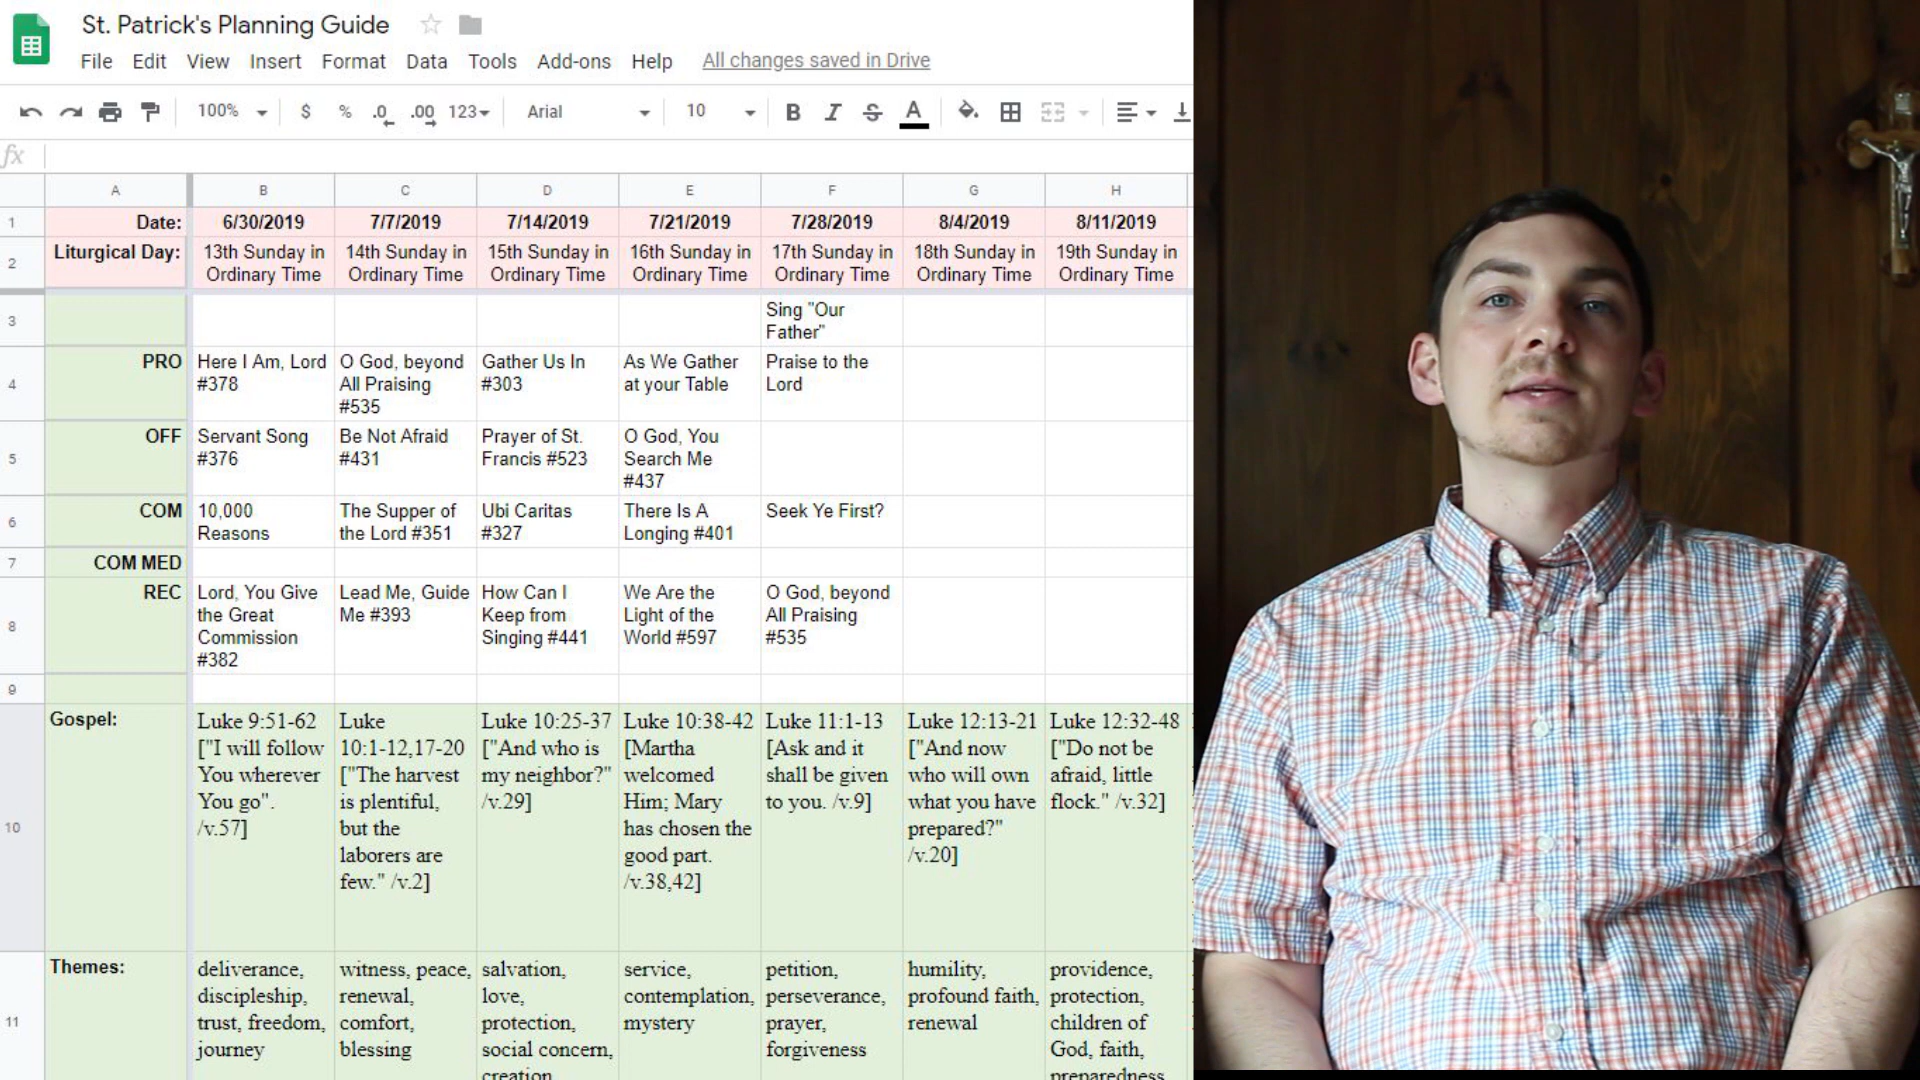 St. Patrick's Planning Guide
File Edit View Insert Format Data Tools Add-ons Help All changes saved in Drive
100% $ % .0 .00 123 Arial 10 B I S A
fx
A B C D E F G H
1 Date: 6/30/2019 7/7/2019 7/14/2019 7/21/2019 7/28/2019 8/4/2019 8/11/2019
2 Liturgical Day:
13th Sunday in
Ordinary Time
14th Sunday in
Ordinary Time
15th Sunday in
Ordinary Time
16th Sunday in
Ordinary Time
17th Sunday in
Ordinary Time
18th Sunday in
Ordinary Time
19th Sunday in
Ordinary Time
3
Sing "Our
Father"
4 PRO
Here I Am, Lord
#378
O God, beyond
All Praising
#535
Gather Us In
#303
As We Gather
at your Table
Praise to the
Lord
5 OFF
Servant Song
#376
Be Not Afraid
#431
Prayer of St.
Francis #523
O God, You
Search Me
#437
6 COM
10,000
Reasons
The Supper of
the Lord #351
Ubi Caritas
#327
There Is A
Longing #401
Seek Ye First?
7 COM MED
8 REC
Lord, You Give
the Great
Commission
#382
Lead Me, Guide
Me #393
How Can I
Keep from
Singing #441
We Are the
Light of the
World #597
O God, beyond
All Praising
#535
9
10 Gospel:
Luke 9:51-62
["I will follow
You wherever
You go".
/v.57]
Luke
10:1-12,17-20
["The harvest
is plentiful,
but the
laborers are
few." /v.2]
Luke 10:25-37
["And who is
my neighbor?"
/v.29]
Luke 10:38-42
[Martha
welcomed
Him; Mary
has chosen the
good part.
/v.38,42]
Luke 11:1-13
[Ask and it
shall be given
to you. /v.9]
Luke 12:13-21
["And now
who will own
what you have
prepared?"
/v.20]
Luke 12:32-48
["Do not be
afraid, little
flock." /v.32]
11 Themes:
deliverance,
discipleship,
trust, freedom,
journey
witness, peace,
renewal,
comfort,
blessing
salvation,
love,
protection,
social concern,
creation
service,
contemplation,
mystery
petition,
perseverance,
prayer,
forgiveness
humility,
profound faith,
renewal
providence,
protection,
children of
God, faith,
preparedness